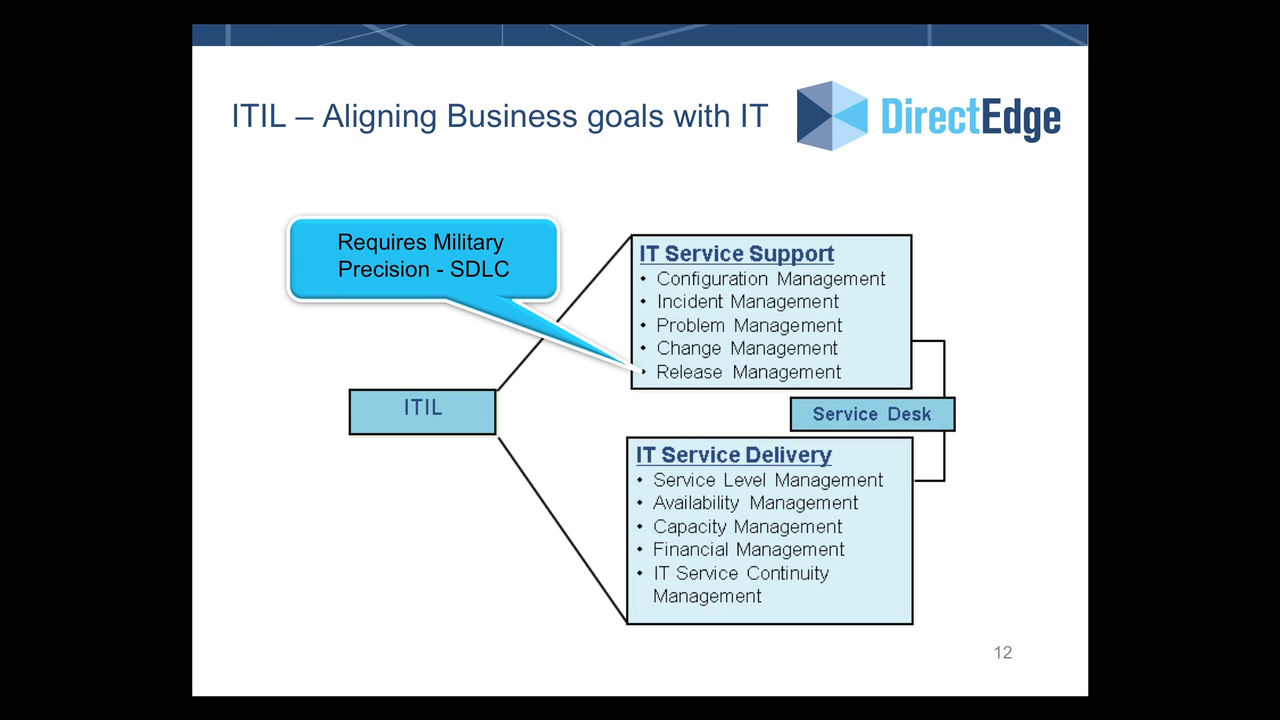 ITIL – Aligning Business goals with IT
DirectEdge
Requires Military
Precision - SDLC
IT Service Support
• Configuration Management
• Incident Management
• Problem Management
• Change Management
• Release Management
ITIL
Service Desk
IT Service Delivery
• Service Level Management
• Availability Management
• Capacity Management
• Financial Management
• IT Service Continuity
Management
12